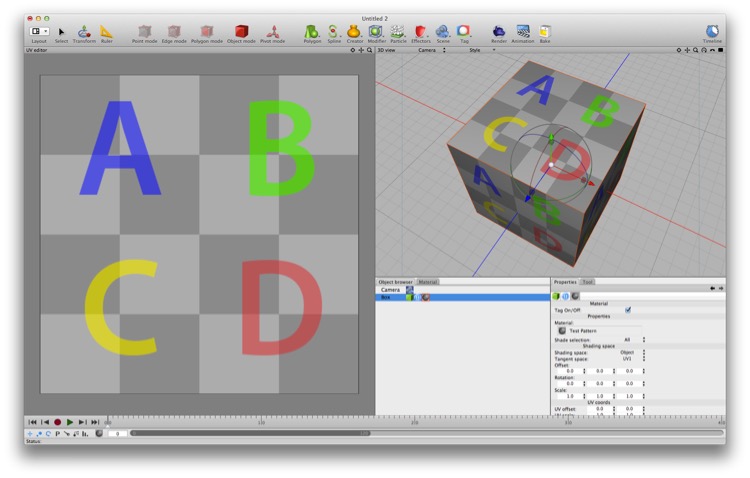 Untitled 2
Layout Select Transform Ruler Point mode Edge mode Polygon mode Object mode Pivot mode Polygon Spline Creator Modifier Particle Effectors Scene Tag Render Animation Bake Timeline
UV editor
3D view Camera Style
A B
C D
A B
C D
A B
C D
Object browser Material
Camera
Box
Properties Tool
Material
Tag On/Off:
Properties
Material:
Test Pattern
Shade selection: All
Shading space
Shading space: Object
Tangent space: UV1
Offset:
0.0 0.0 0.0
Rotation:
0.0 0.0 0.0
Scale:
1.0 1.0 1.0
UV coords
UV offset: 0.0 0.0
0
Status: